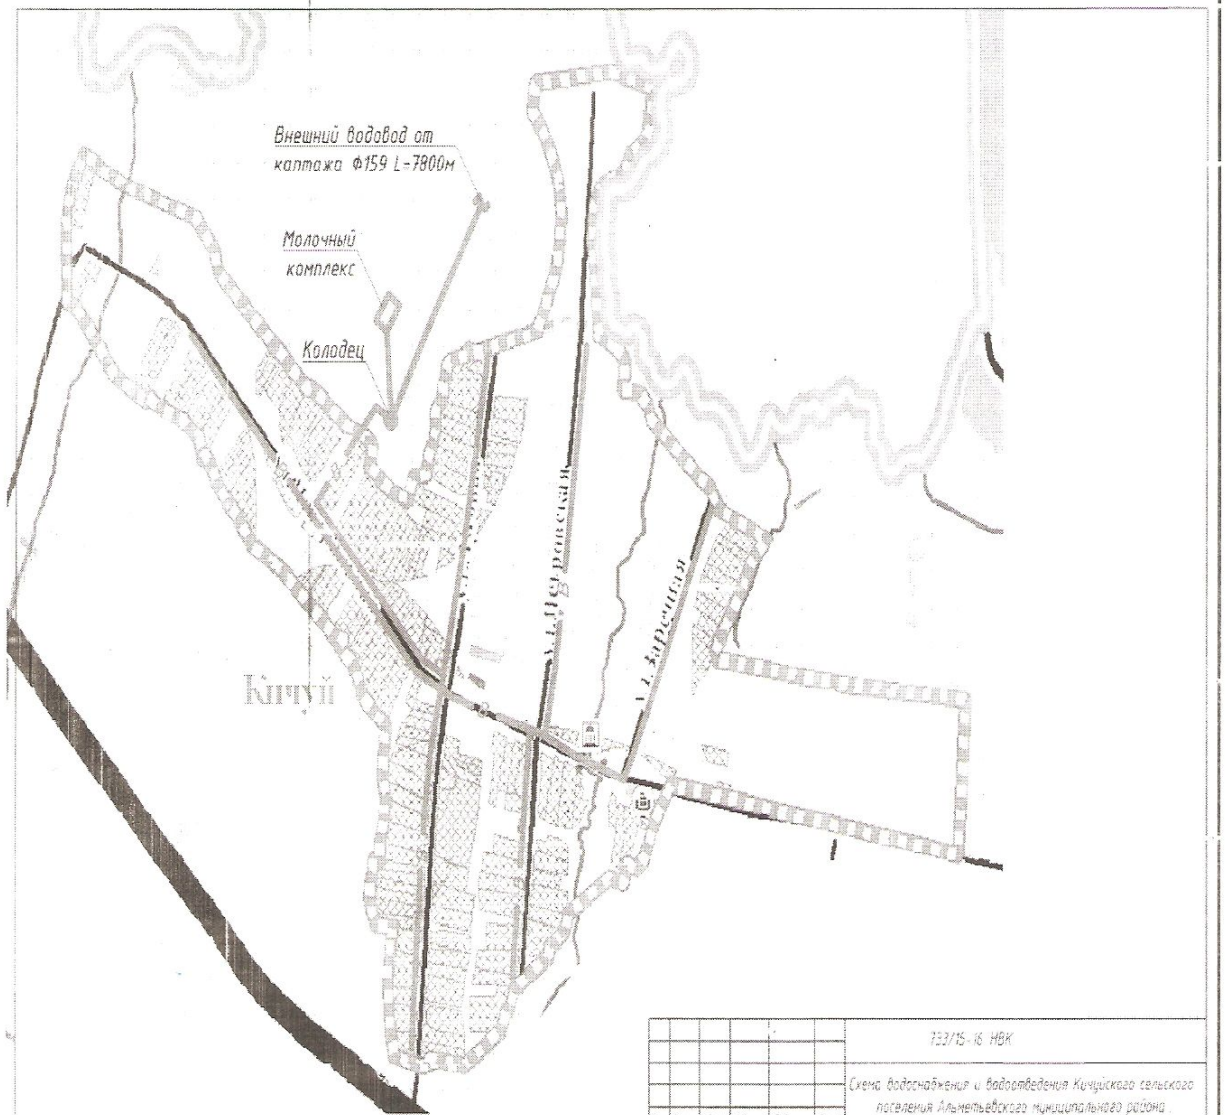 Внешний водовод от
каптажа Ф159 L=7800м
Молочный
комплекс
Колодец
ул. Петровская
ул. Заречная
Кичуй
733/15-16 НВК
Схема водоснабжения и водоотведения Кичуйского сельского
поселения Альметьевского муниципального района